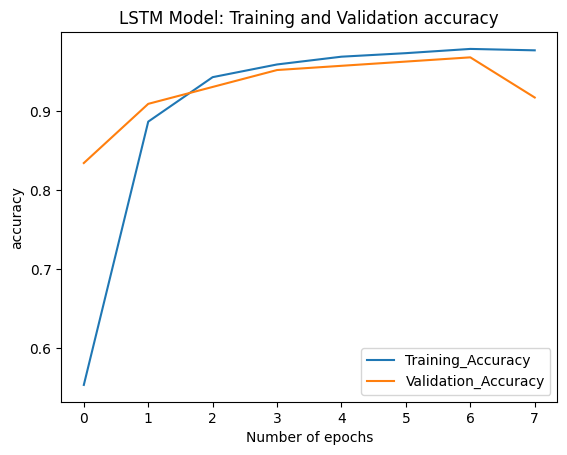 LSTM Model: Training and Validation accuracy
accuracy
0.9
0.8
0.7
0.6
Training_Accuracy
Validation_Accuracy
0 1 2 3 4 5 6 7
Number of epochs